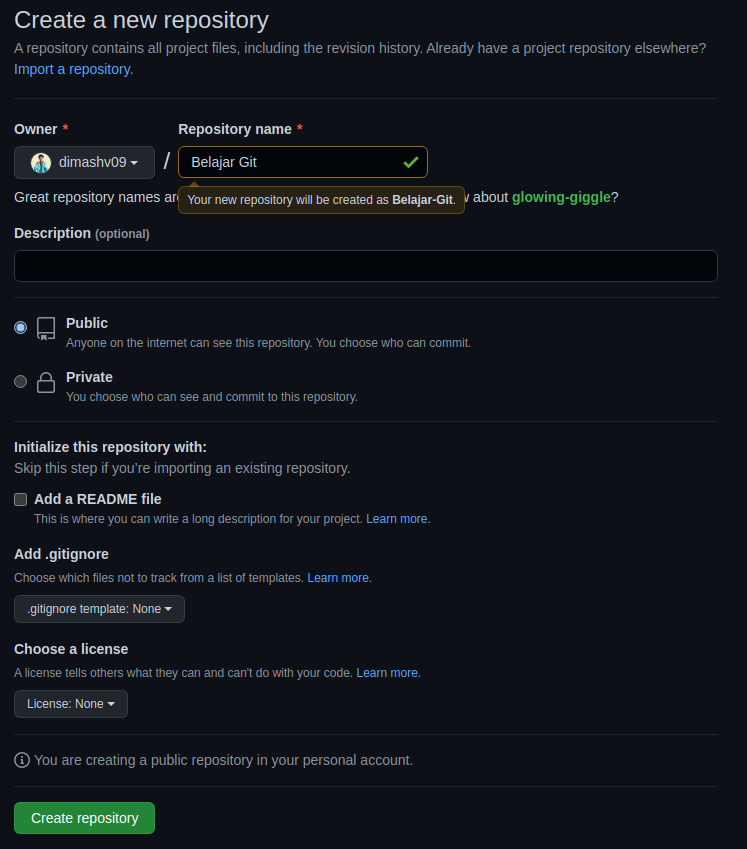 Create a new repository
A repository contains all project files, including the revision history. Already have a project repository elsewhere?
Import a repository.
Owner *
Repository name *
dimashv09
/
Belajar Git
Great repository names are
about glowing-giggle?
Your new repository will be created as Belajar-Git.
Description (optional)
Public
Anyone on the internet can see this repository. You choose who can commit.
Private
You choose who can see and commit to this repository.
Initialize this repository with:
Skip this step if you’re importing an existing repository.
Add a README file
This is where you can write a long description for your project. Learn more.
Add .gitignore
Choose which files not to track from a list of templates. Learn more.
.gitignore template: None
Choose a license
A license tells others what they can and can't do with your code. Learn more.
License: None
You are creating a public repository in your personal account.
Create repository